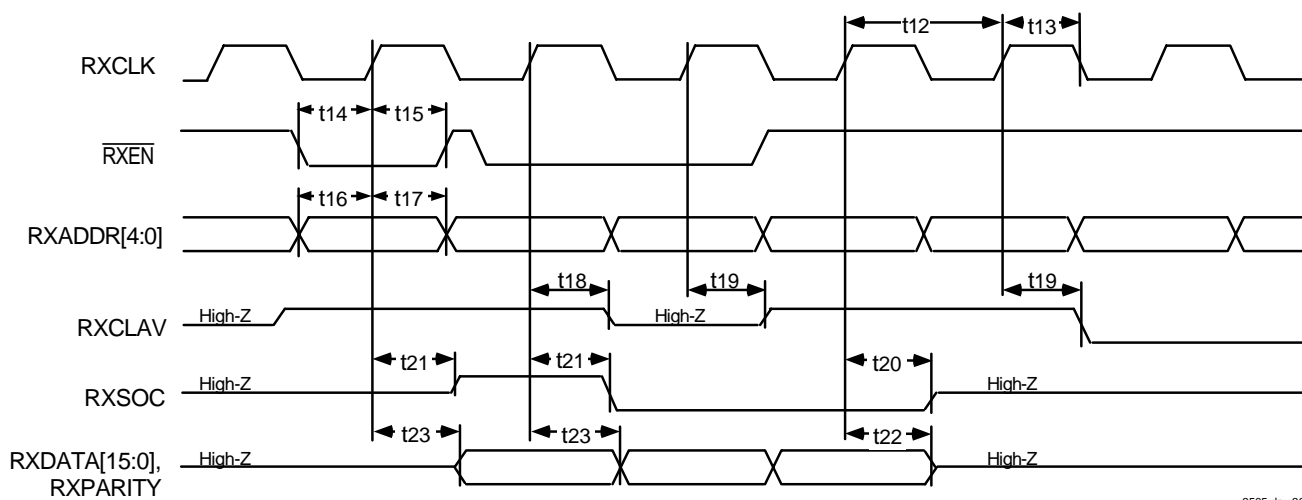 t12
t13
RXCLK
t14
t15
RXEN
t16
t17
RXADDR[4:0]
t18
t19
t19
RXCLAV
High-Z
High-Z
t21
t21
t20
RXSOC
High-Z
High-Z
t23
t23
t22
RXDATA[15:0],
RXPARITY
High-Z
High-Z